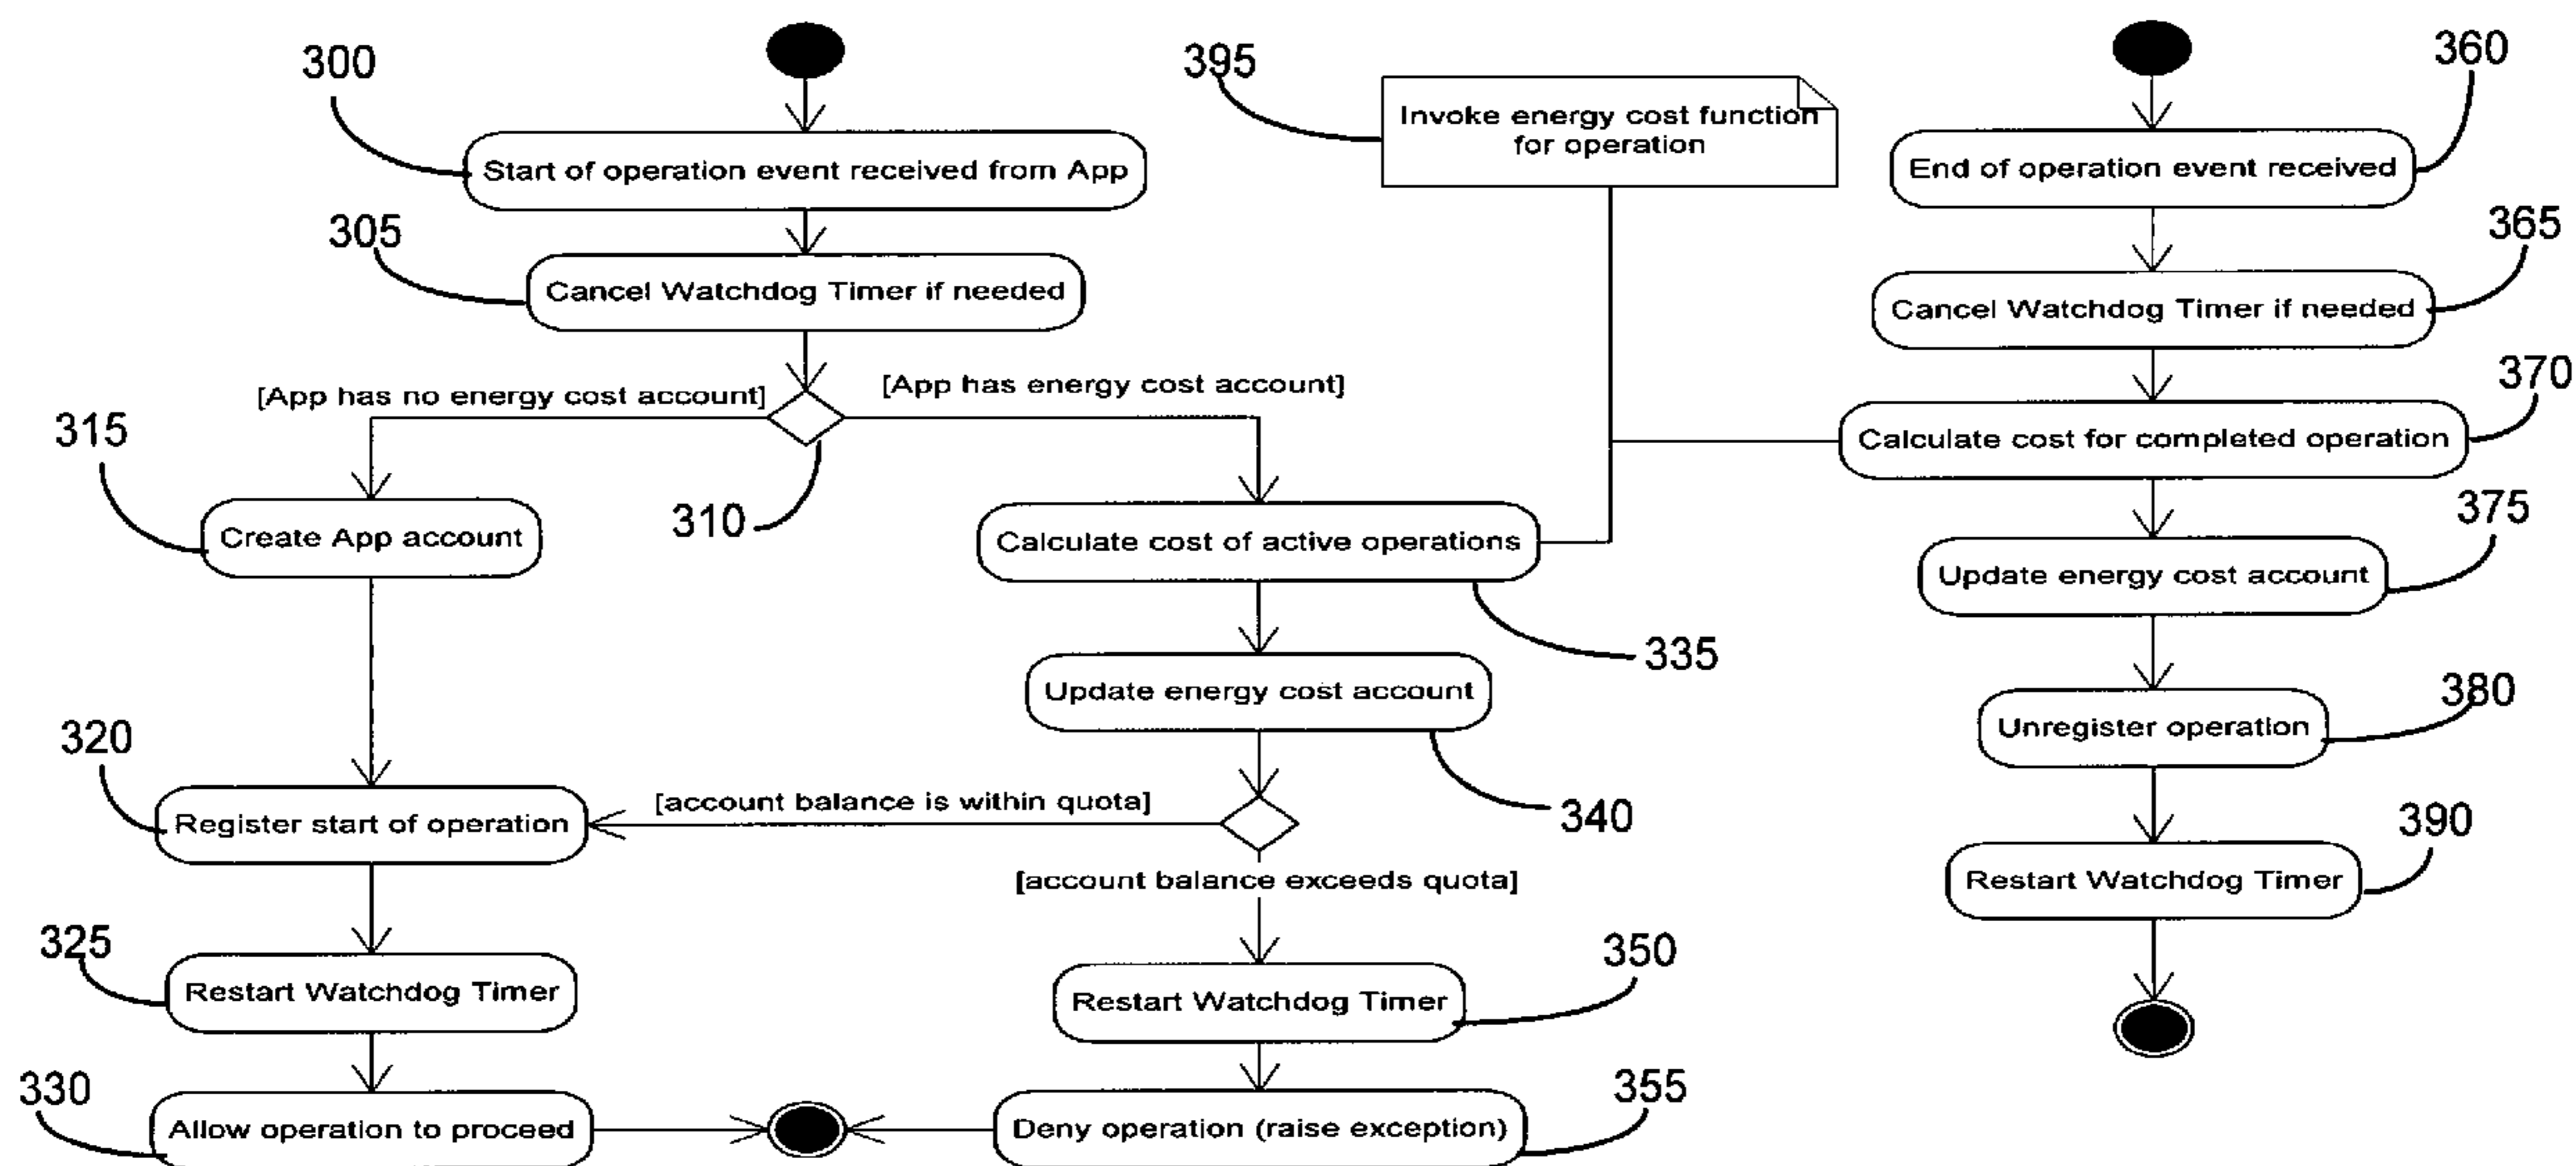 300
Start of operation event received from App
305
Cancel Watchdog Timer if needed
[App has no energy cost account]
[App has energy cost account]
310
315
Create App account
320
Register start of operation
325
Restart Watchdog Timer
330
Allow operation to proceed
395
Invoke energy cost function
for operation
Calculate cost of active operations
335
Update energy cost account
340
[account balance is within quota]
[account balance exceeds quota]
350
Restart Watchdog Timer
355
Deny operation (raise exception)
360
End of operation event received
365
Cancel Watchdog Timer if needed
370
Calculate cost for completed operation
375
Update energy cost account
380
Unregister operation
390
Restart Watchdog Timer